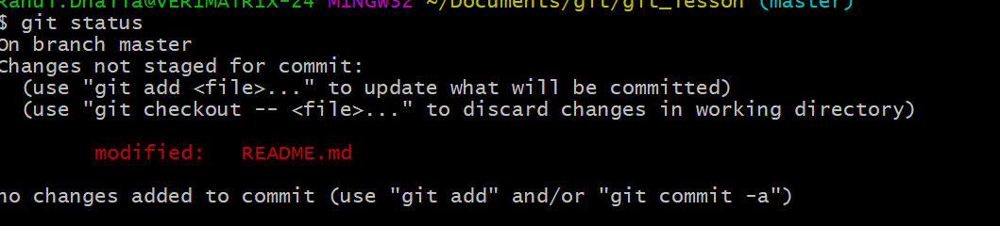 @VERIMATRIX-24 MINGW32 ~/Documents/git/git_lesson (master)
$ git status
On branch master
Changes not staged for commit:
(use "git add <file>..." to update what will be committed)
(use "git checkout -- <file>..." to discard changes in working directory)
modified: README.md
no changes added to commit (use "git add" and/or "git commit -a")